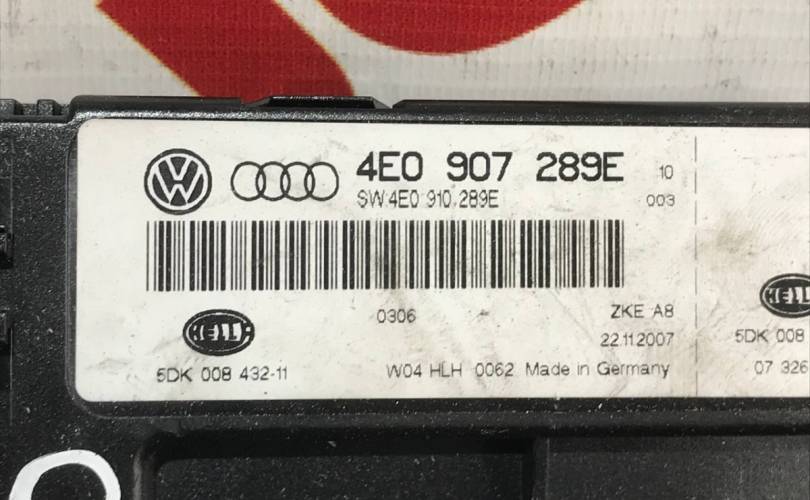 4E0 907 289E 10
SW:4E0 910 289E 003
0306 ZKE A8
22.11.2007
HELLA
5DK 008 432-11
W04 HLH 0062 Made in Germany
5DK 008
07 326